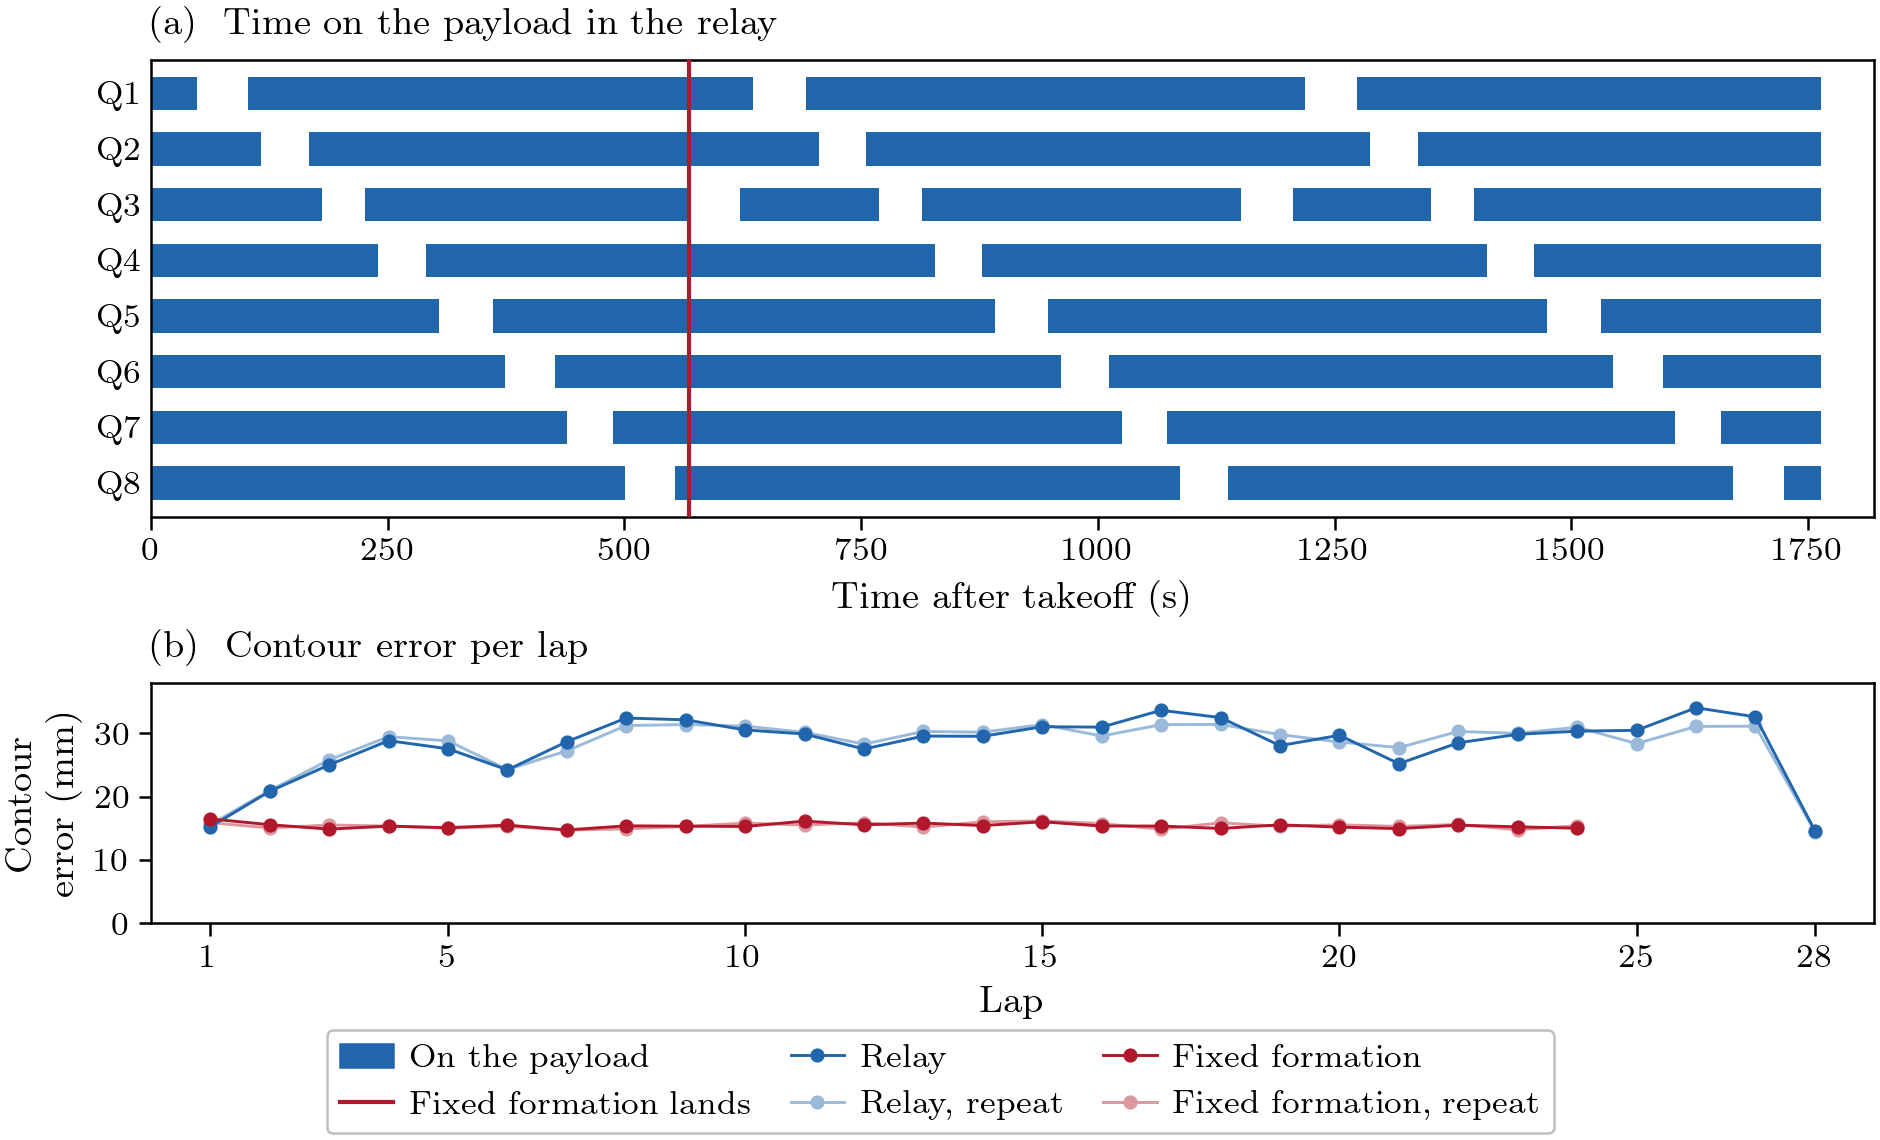 (a) Time on the payload in the relay
Q1
Q2
Q3
Q4
Q5
Q6
Q7
Q8
0 250 500 750 1000 1250 1500 1750
Time after takeoff (s)
(b) Contour error per lap
Contour
error (mm)
30
20
10
0
1 5 10 15 20 25 28
Lap
On the payload
Fixed formation lands
Relay
Relay, repeat
Fixed formation
Fixed formation, repeat